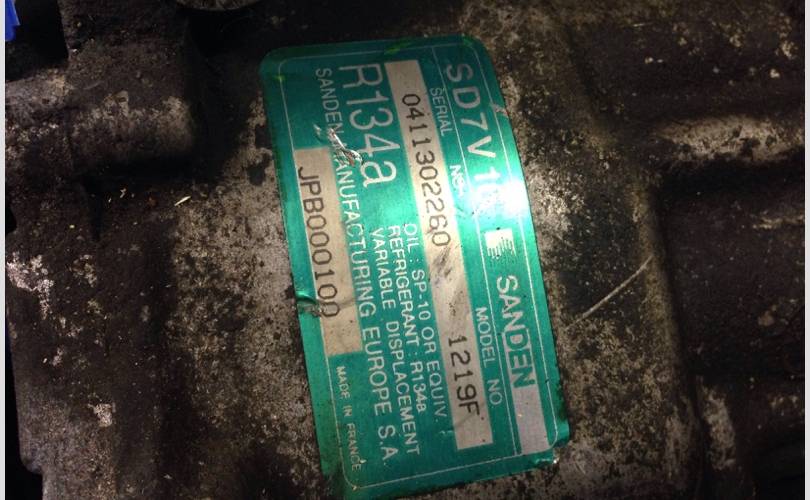 SD7V SANDEN
SERIAL NO. MODEL NO.
0411302260 1219F
R134a
OIL : SP-10 OR EQUIV.
REFRIGERANT : R134a
VARIABLE DISPLACEMENT
SANDEN MANUFACTURING EUROPE S.A.
JPB000100
MADE IN FRANCE